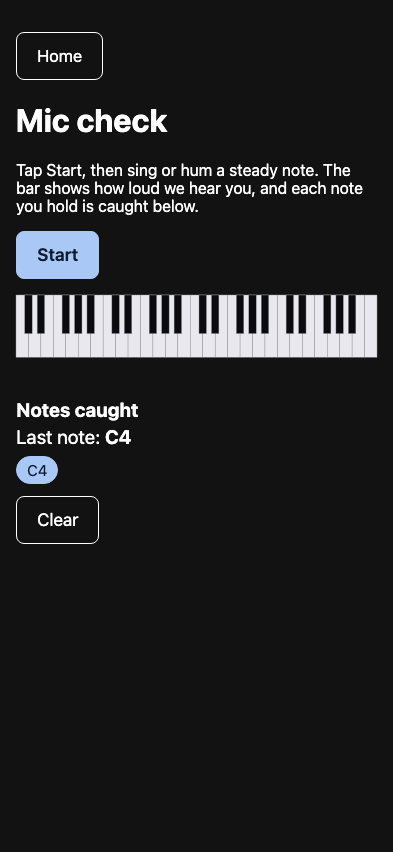 Home
Mic check
Tap Start, then sing or hum a steady note. The
bar shows how loud we hear you, and each note
you hold is caught below.
Start
Notes caught
Last note: C4
C4
Clear